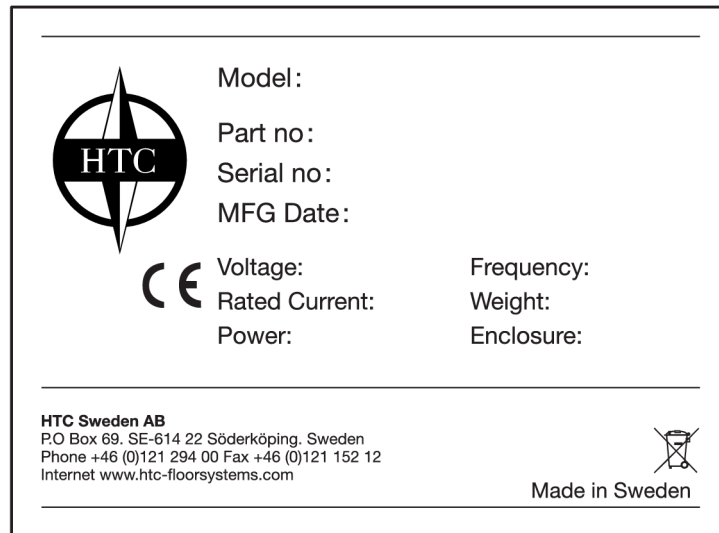 HTC
Model:
Part no:
Serial no:
MFG Date:
CE
Voltage: Frequency:
Rated Current: Weight:
Power: Enclosure:
HTC Sweden AB
P.O Box 69. SE-614 22 Söderköping. Sweden
Phone +46 (0)121 294 00 Fax +46 (0)121 152 12
Internet www.htc-floorsystems.com
Made in Sweden